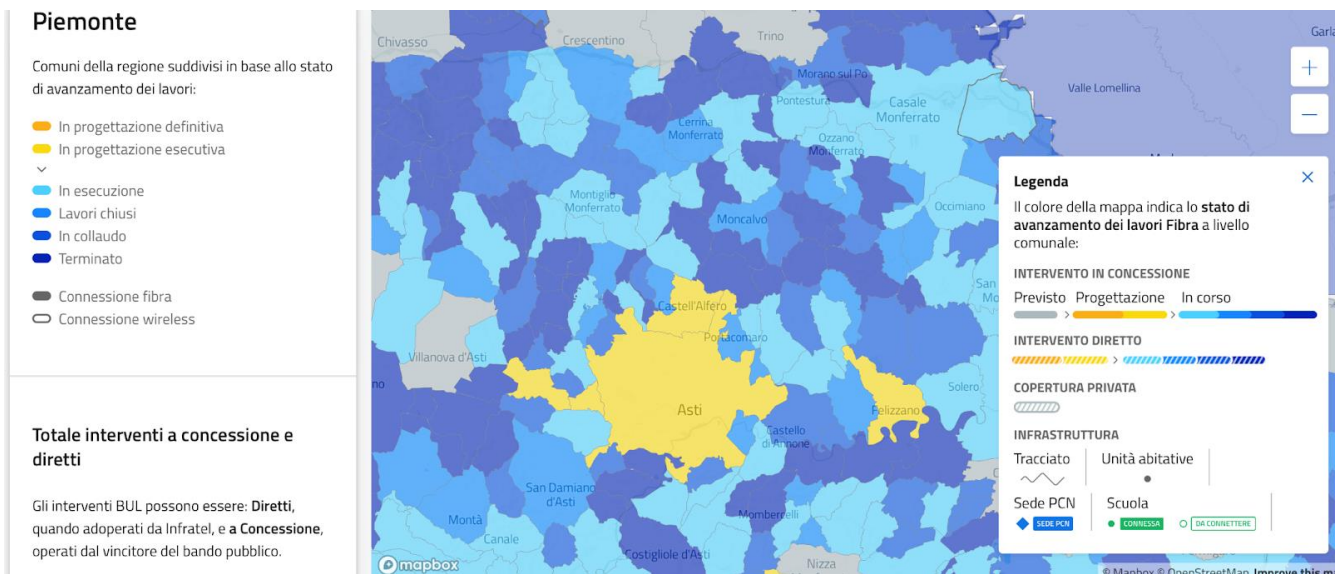 Piemonte
Comuni della regione suddivisi in base allo stato
di avanzamento dei lavori:
In progettazione definitiva
In progettazione esecutiva
In esecuzione
Lavori chiusi
In collaudo
Terminato
Connessione fibra
Connessione wireless
Totale interventi a concessione e
diretti
Gli interventi BUL possono essere: Diretti,
quando adoperati da Infratel, e a Concessione,
operati dal vincitore del bando pubblico.
Chivasso
Crescentino
Trino
Morano sul Po
Valle Lomellina
Pontestura
Casale
Monferrato
Cerrina
Monferrato
Ozzano
Monferrato
Montiglio
Monferrato
Moncalvo
Occimiano
Castell'Alfero
Portacomaro
Villanova d'Asti
Asti
Solero
Felizzano
Castello
di Annone
San Damiano
d'Asti
Montà
Canale
Mombercelli
Costigliole d'Asti
Nizza
mapbox
+
−
Legenda
Il colore della mappa indica lo stato di
avanzamento dei lavori Fibra a livello
comunale:
INTERVENTO IN CONCESSIONE
Previsto > Progettazione > In corso
INTERVENTO DIRETTO
COPERTURA PRIVATA
INFRASTRUTTURA
Tracciato Unità abitative
Sede PCN Scuola
SEDE PCN CONNESSA DA CONNETTERE
© Mapbox © OpenStreetMap Improve this ma